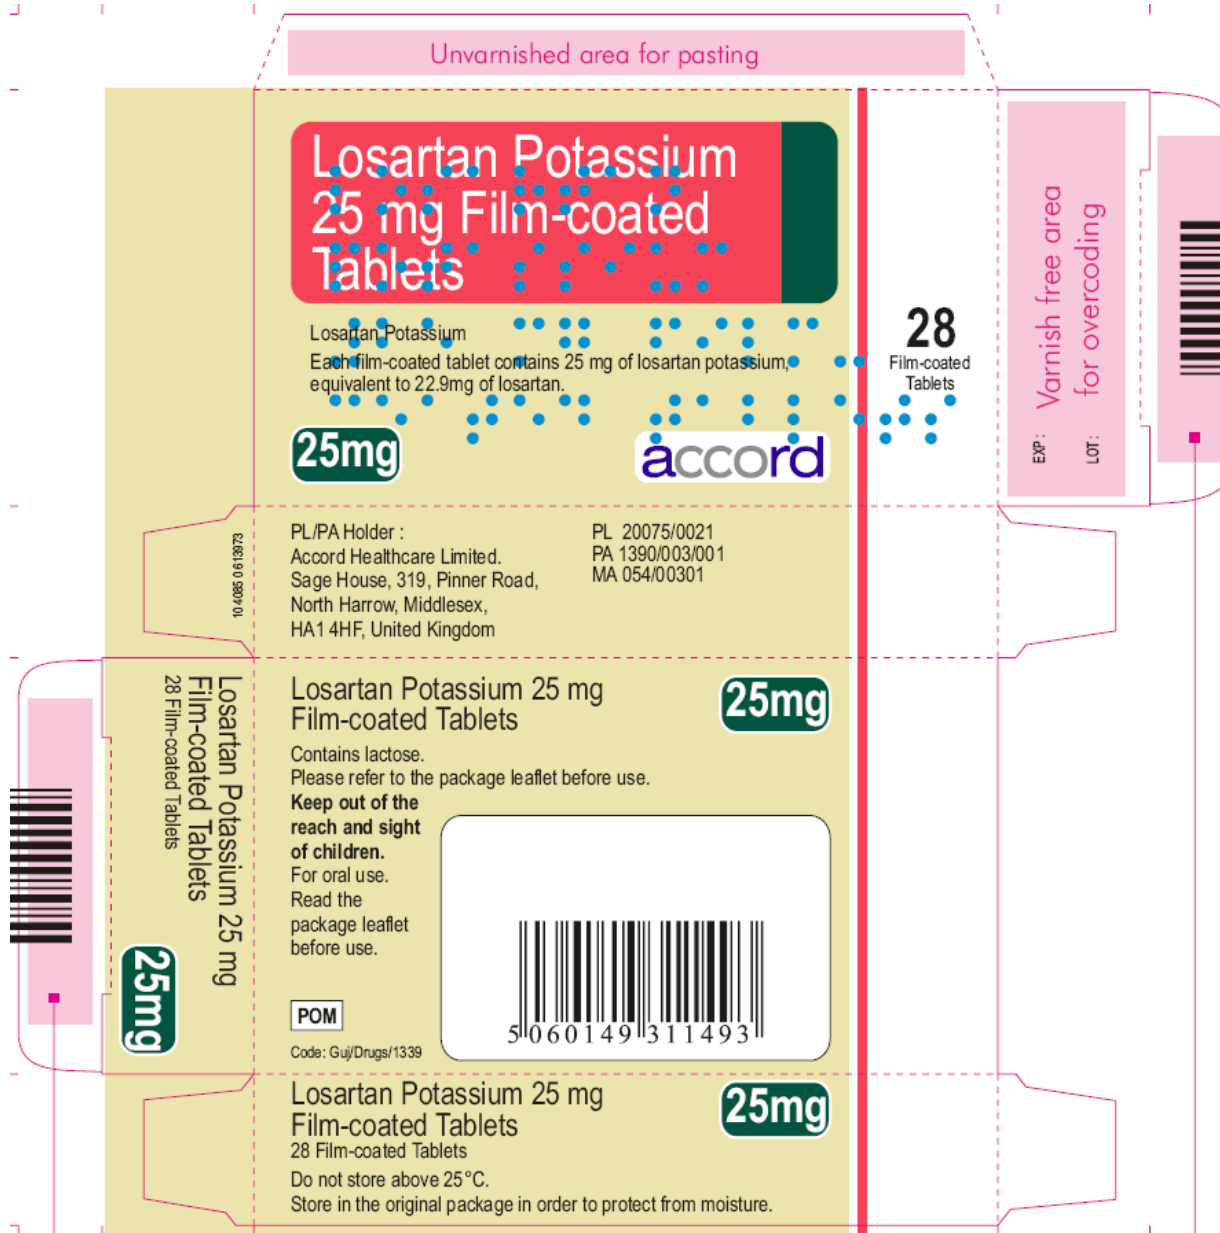 Unvarnished area for pasting
Losartan Potassium
25 mg Film-coated
Tablets
Losartan Potassium
Each film-coated tablet contains 25 mg of losartan potassium,
equivalent to 22.9mg of losartan.
25mg
accord
28
Film-coated
Tablets
Varnish free area
for overcoding
EXP :
LOT :
PL/PA Holder :
Accord Healthcare Limited.
Sage House, 319, Pinner Road,
North Harrow, Middlesex,
HA1 4HF, United Kingdom
PL 20075/0021
PA 1390/003/001
MA 054/00301
10 4085 0 613973
Losartan Potassium 25 mg
Film-coated Tablets
28 Film-coated Tablets
25mg
Losartan Potassium 25 mg
Film-coated Tablets
25mg
Contains lactose.
Please refer to the package leaflet before use.
Keep out of the
reach and sight
of children.
For oral use.
Read the
package leaflet
before use.
POM
Code: Guj/Drugs/1339
5 060149 311493
Losartan Potassium 25 mg
Film-coated Tablets
28 Film-coated Tablets
25mg
Do not store above 25°C.
Store in the original package in order to protect from moisture.